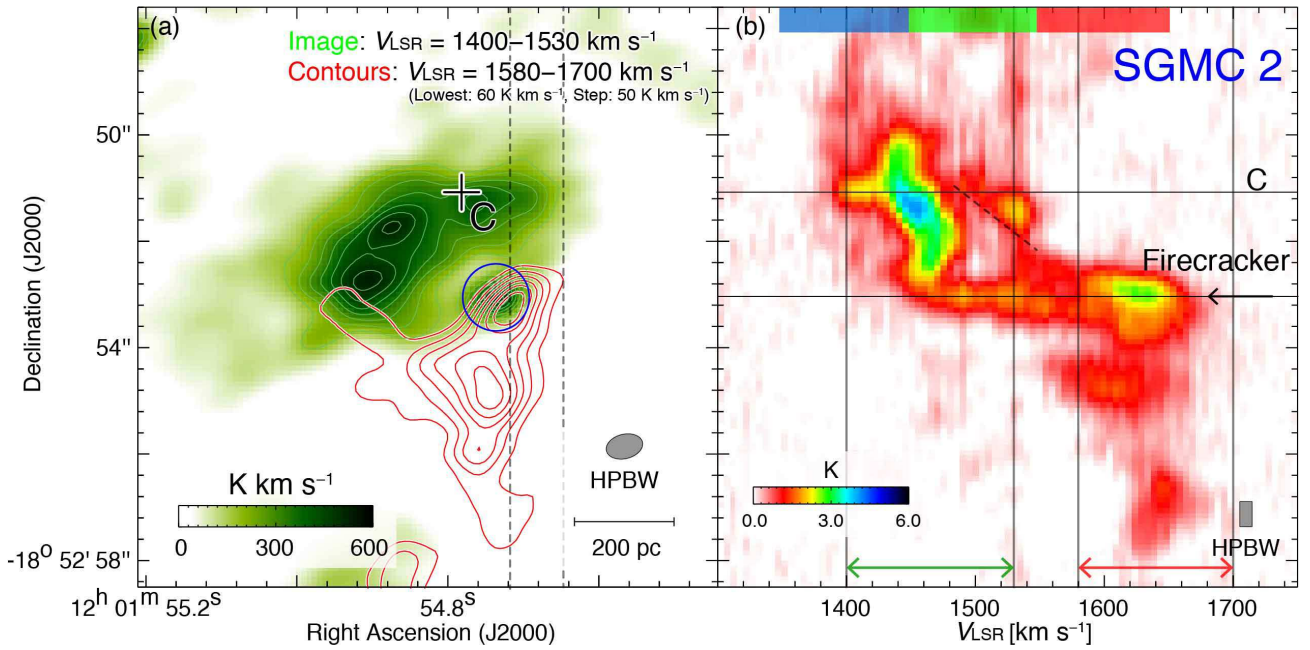 (a)
Image: VLSR = 1400–1530 km s⁻¹
Contours: VLSR = 1580–1700 km s⁻¹
(Lowest: 60 K km s⁻¹, Step: 50 K km s⁻¹)
C
50"
54"
-18° 52' 58"
Declination (J2000)
K km s⁻¹
0 300 600
HPBW
200 pc
12ʰ 01ᵐ 55.2ˢ 54.8ˢ
Right Ascension (J2000)
(b)
SGMC 2
C
Firecracker
K
0.0 3.0 6.0
HPBW
1400 1500 1600 1700
VLSR [km s⁻¹]